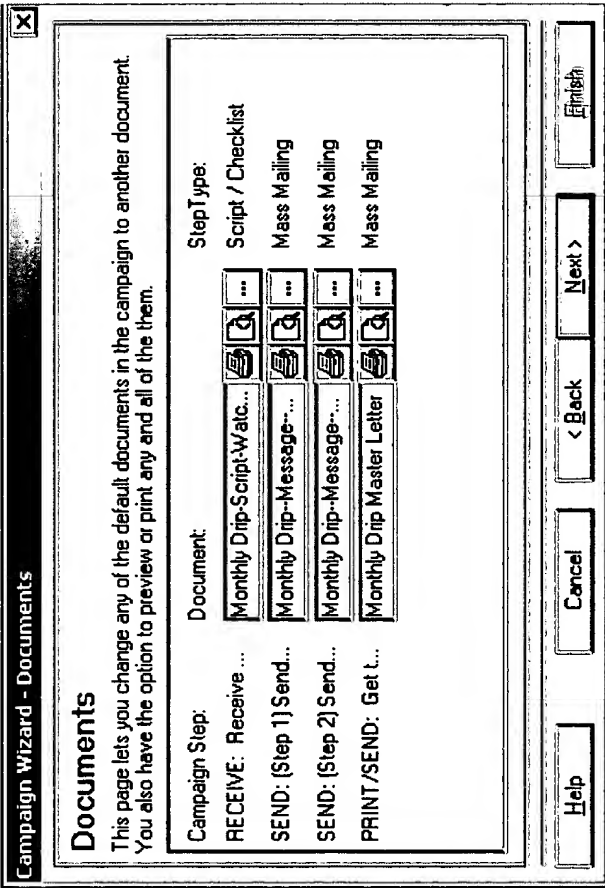 Campaign Wizard - Documents
Documents
This page lets you change any of the default documents in the campaign to another document.
You also have the option to preview or print any and all of the them.
Campaign Step: Document: StepType:
RECEIVE: Receive ... Monthly Drip-Script-Watc... ... Script / Checklist
SEND: (Step 1) Send... Monthly Drip--Message--... ... Mass Mailing
SEND: (Step 2) Send... Monthly Drip--Message--... ... Mass Mailing
PRINT/SEND: Get t... Monthly Drip Master Letter ... Mass Mailing
Help Cancel < Back Next > Finish